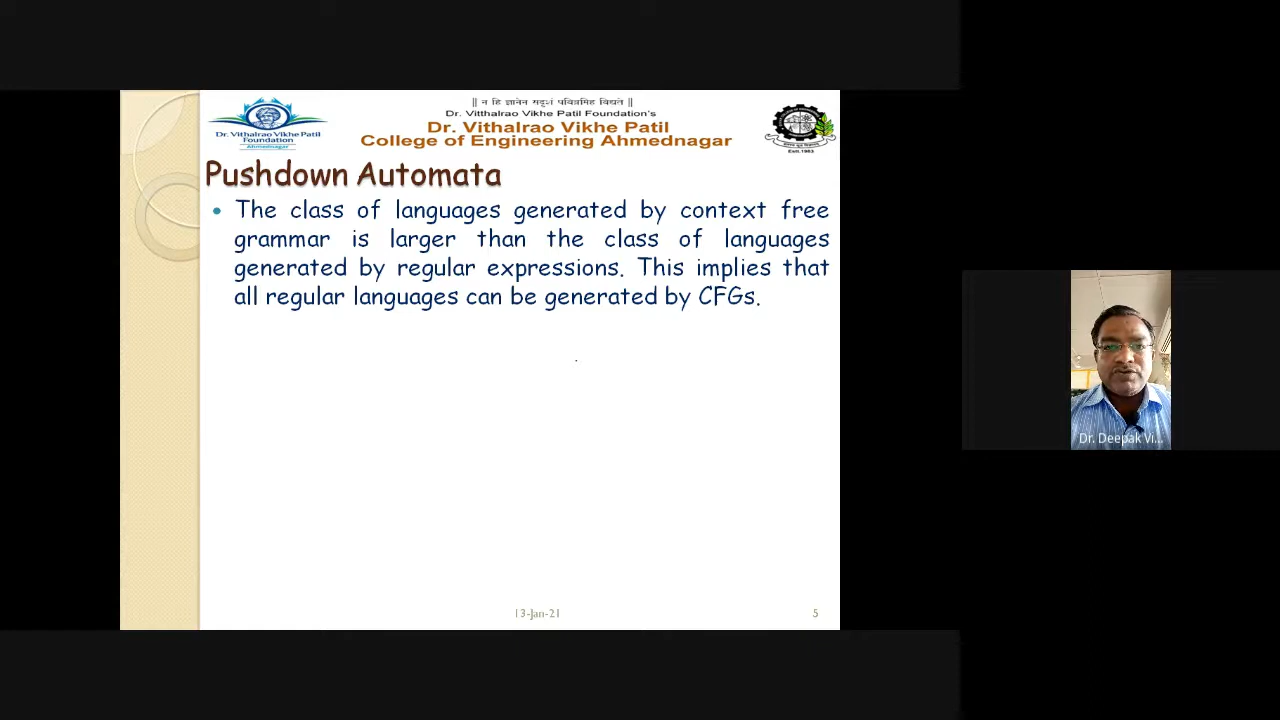 || न हि ज्ञानेन सदृशं पवित्रमिह विद्यते ||
Dr. Vitthalrao Vikhe Patil Foundation's
Dr. Vithalrao Vikhe Patil
College of Engineering Ahmednagar
Dr. Vithalrao Vikhe Patil
Foundation
Ahmednagar
Estd.1983
Pushdown Automata
The class of languages generated by context free
grammar is larger than the class of languages
generated by regular expressions. This implies that
all regular languages can be generated by CFGs.
13-Jan-21
5
Dr. Deepak Vi...